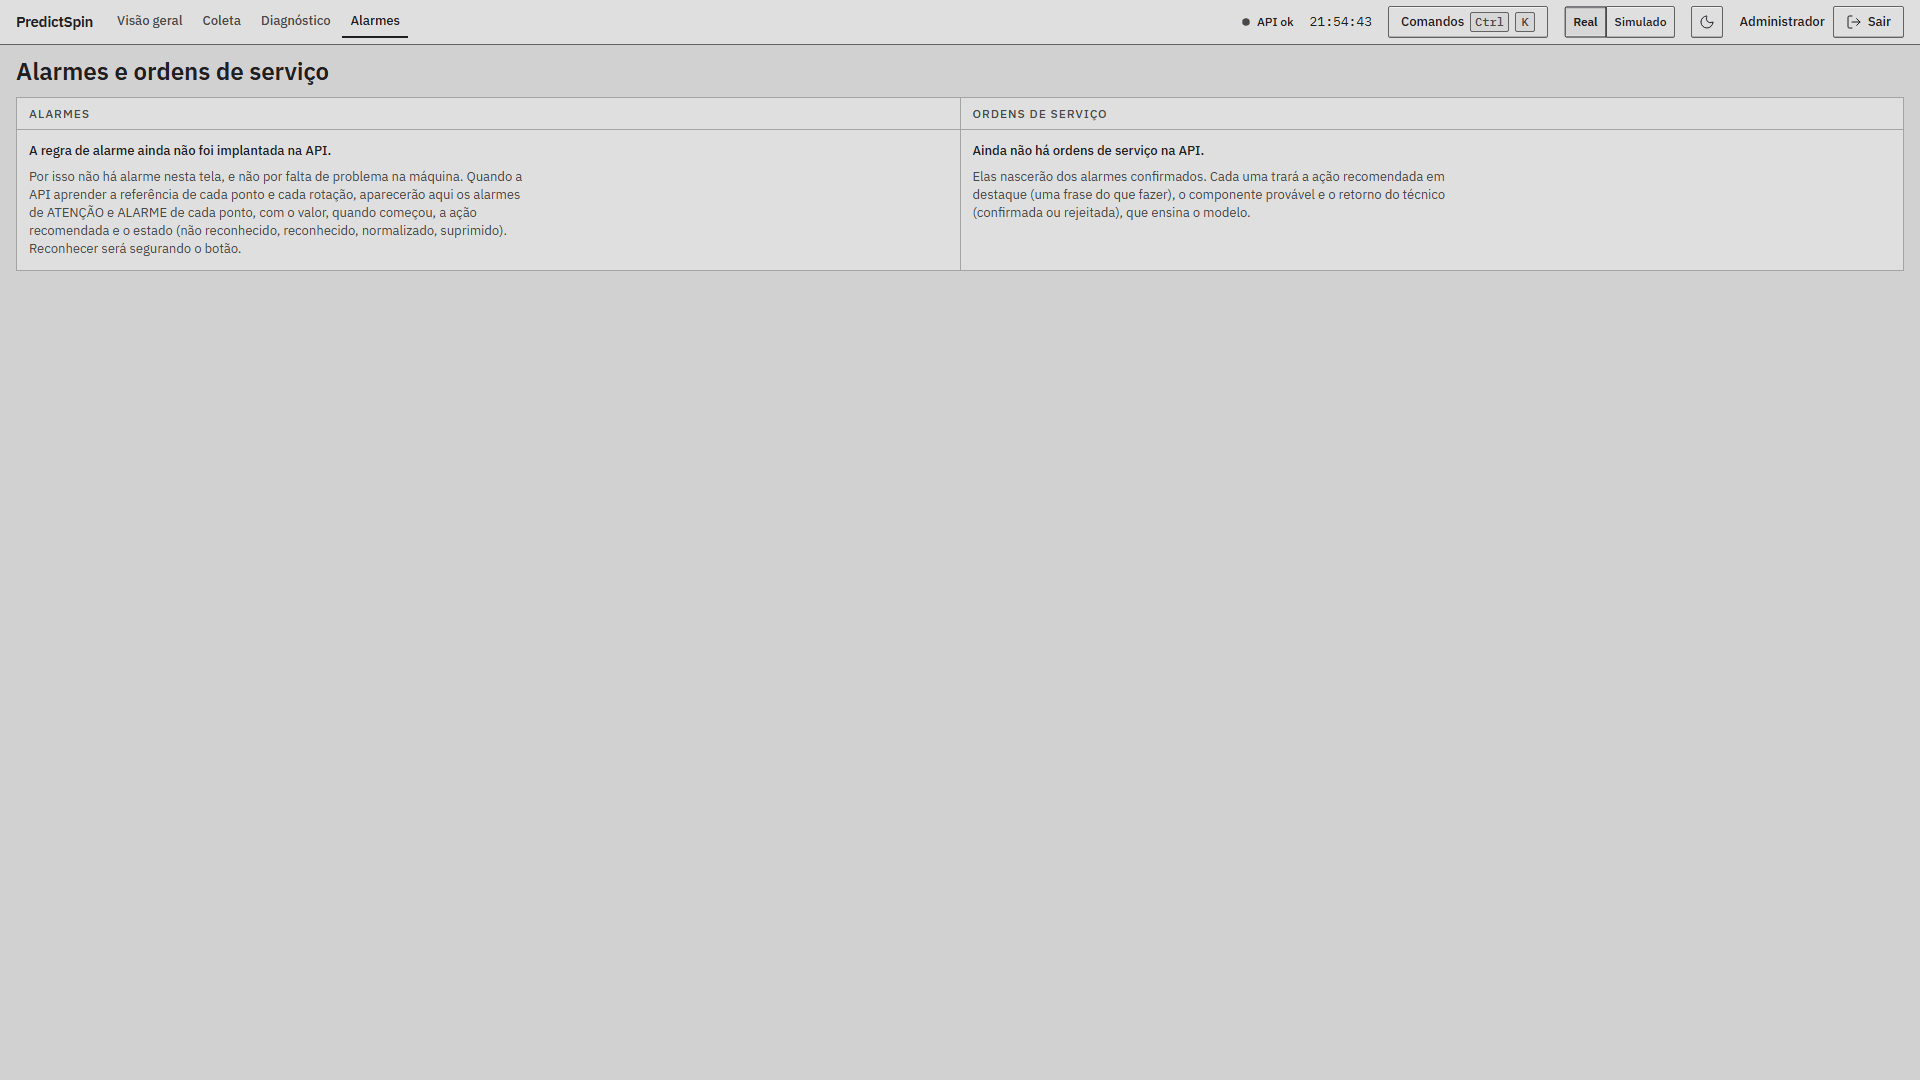 PredictSpin Visão geral Coleta Diagnóstico Alarmes API ok 21:54:43 Comandos Ctrl K Real Simulado Administrador Sair
Alarmes e ordens de serviço
ALARMES
A regra de alarme ainda não foi implantada na API.
Por isso não há alarme nesta tela, e não por falta de problema na máquina. Quando a
API aprender a referência de cada ponto e cada rotação, aparecerão aqui os alarmes
de ATENÇÃO e ALARME de cada ponto, com o valor, quando começou, a ação
recomendada e o estado (não reconhecido, reconhecido, normalizado, suprimido).
Reconhecer será segurando o botão.
ORDENS DE SERVIÇO
Ainda não há ordens de serviço na API.
Elas nascerão dos alarmes confirmados. Cada uma trará a ação recomendada em
destaque (uma frase do que fazer), o componente provável e o retorno do técnico
(confirmada ou rejeitada), que ensina o modelo.